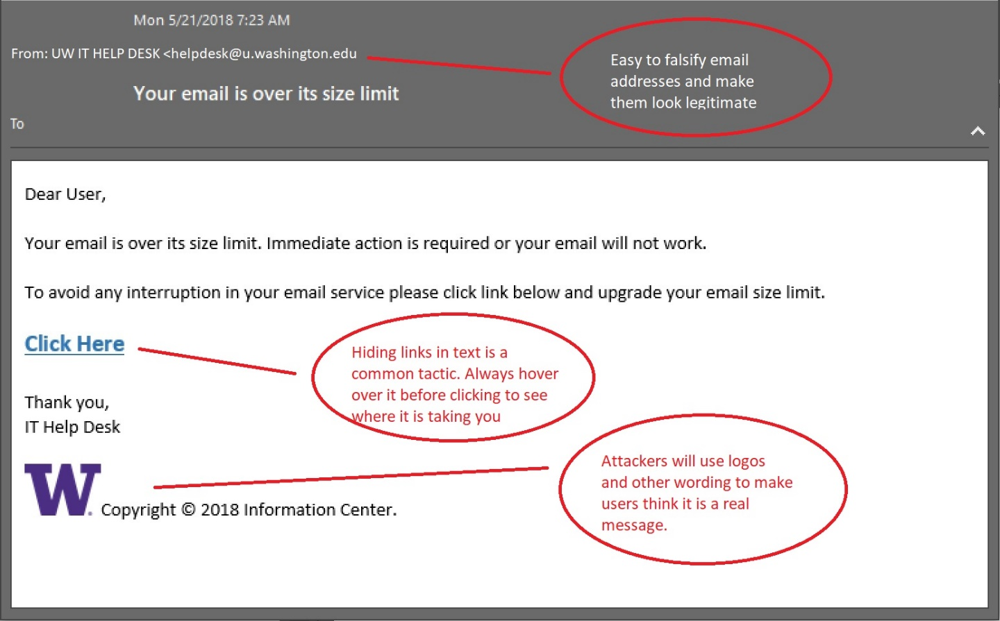 Mon 5/21/2018 7:23 AM
From: UW IT HELP DESK <helpdesk@u.washington.edu
Easy to falsify email
addresses and make
them look legitimate
Your email is over its size limit
To
Dear User,
Your email is over its size limit. Immediate action is required or your email will not work.
To avoid any interruption in your email service please click link below and upgrade your email size limit.
Click Here
Hiding links in text is a
common tactic. Always hover
over it before clicking to see
where it is taking you
Thank you,
IT Help Desk
Attackers will use logos
and other wording to make
users think it is a real
message.
W. Copyright © 2018 Information Center.